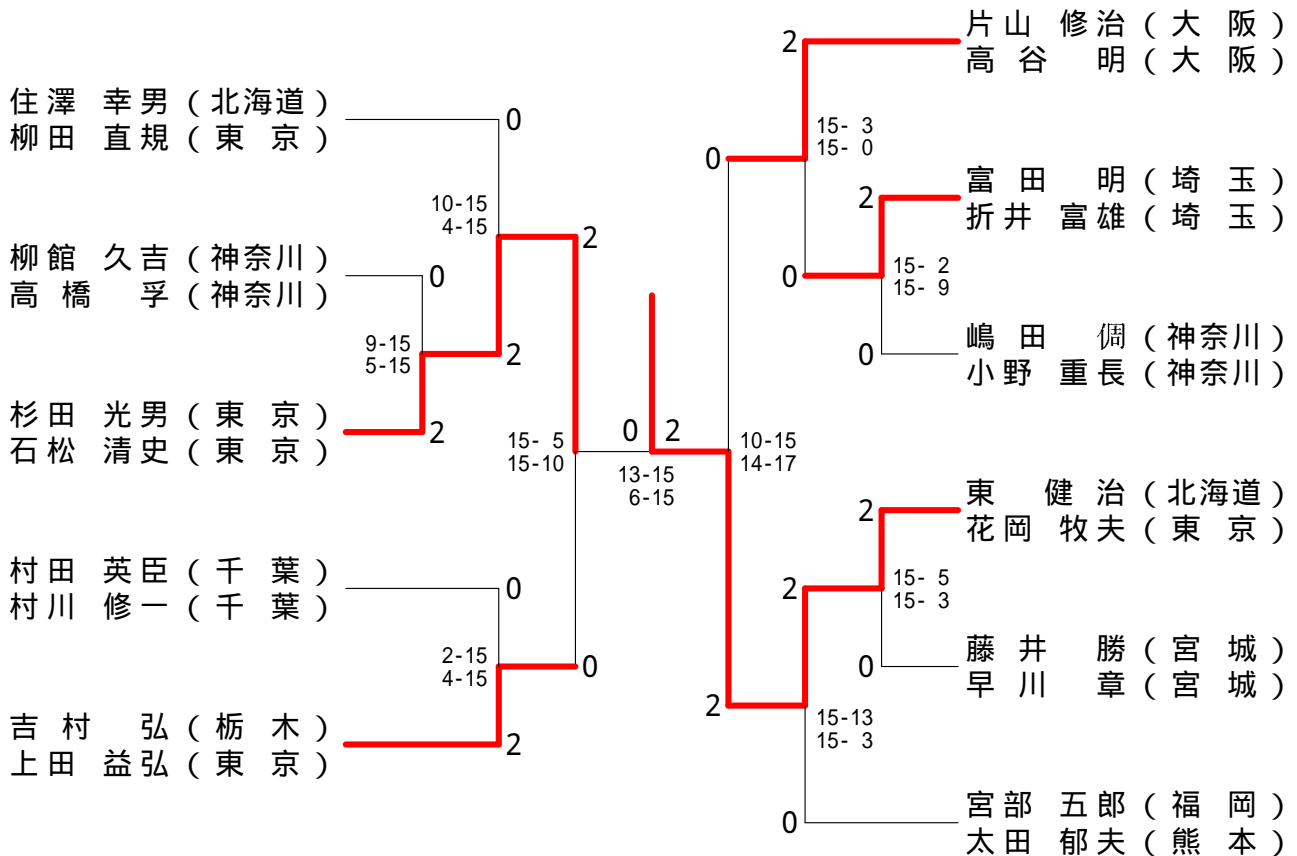 住澤 幸男（北海道）
柳田 直規（東 京）
0
10-15
4-15
2
柳館 久吉（神奈川）
高橋 孚（神奈川）
0
9-15
5-15
2
杉田 光男（東 京）
石松 清史（東 京）
2
15- 5
15-10
村田 英臣（千 葉）
村川 修一（千 葉）
0
2-15
4-15
0
吉村 弘（栃 木）
上田 益弘（東 京）
2
0 2
13-15
6-15
片山 修治（大 阪）
高谷 明（大 阪）
2
15- 3
15- 0
0
富田 明（埼 玉）
折井 富雄（埼 玉）
2
0
15- 2
15- 9
嶋田 倜（神奈川）
小野 重長（神奈川）
0
10-15
14-17
東 健治（北海道）
花岡 牧夫（東 京）
2
2
15- 5
15- 3
藤井 勝（宮 城）
早川 章（宮 城）
0
2
15-13
15- 3
宮部 五郎（福 岡）
太田 郁夫（熊 本）
0